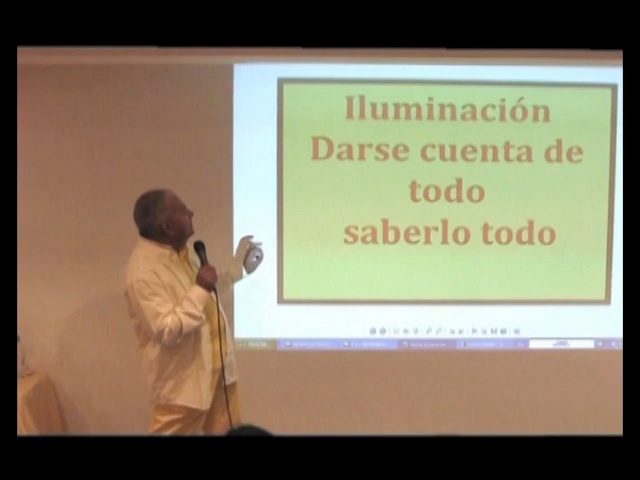 Iluminación
Darse cuenta de
todo
saberlo todo